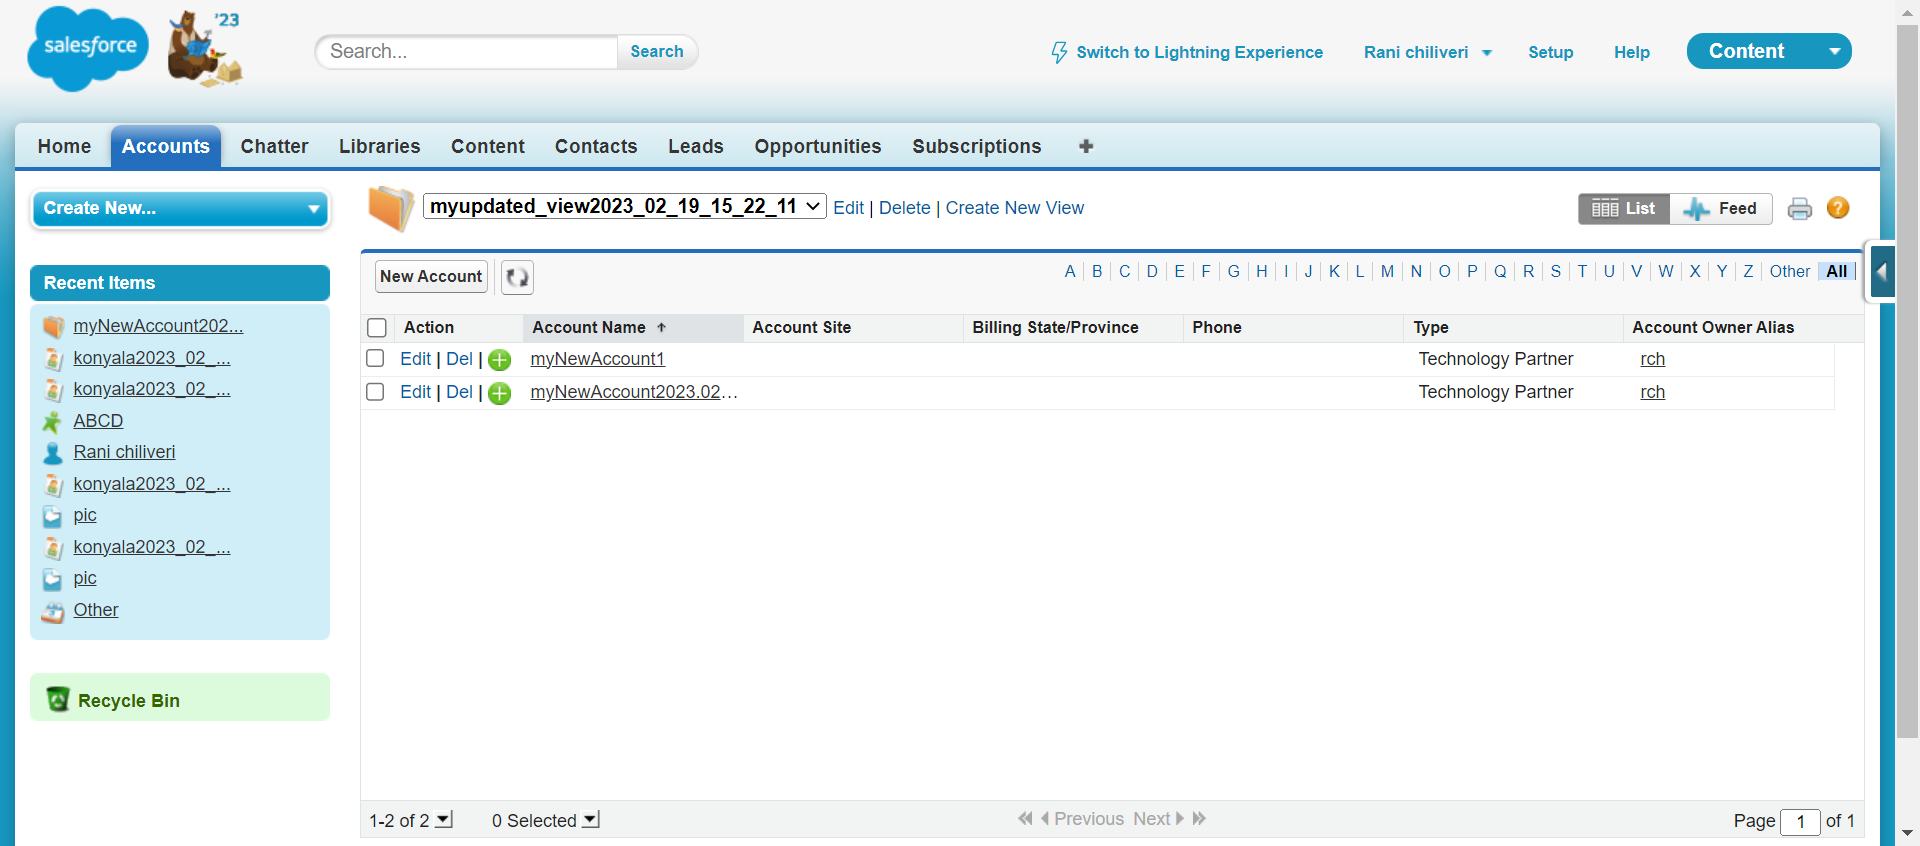 salesforce '23 Search... Search Switch to Lightning Experience Rani chiliveri Setup Help Content
Home Accounts Chatter Libraries Content Contacts Leads Opportunities Subscriptions
Create New...
Recent Items
myNewAccount202...
konyala2023_02_...
konyala2023_02_...
ABCD
Rani chiliveri
konyala2023_02_...
pic
konyala2023_02_...
pic
Other
Recycle Bin
myupdated_view2023_02_19_15_22_11 Edit | Delete | Create New View List Feed ?
New Account A B C D E F G H I J K L M N O P Q R S T U V W X Y Z Other All
Action Account Name Account Site Billing State/Province Phone Type Account Owner Alias
Edit | Del | myNewAccount1 Technology Partner rch
Edit | Del | myNewAccount2023.02... Technology Partner rch
1-2 of 2 0 Selected Previous Next Page 1 of 1